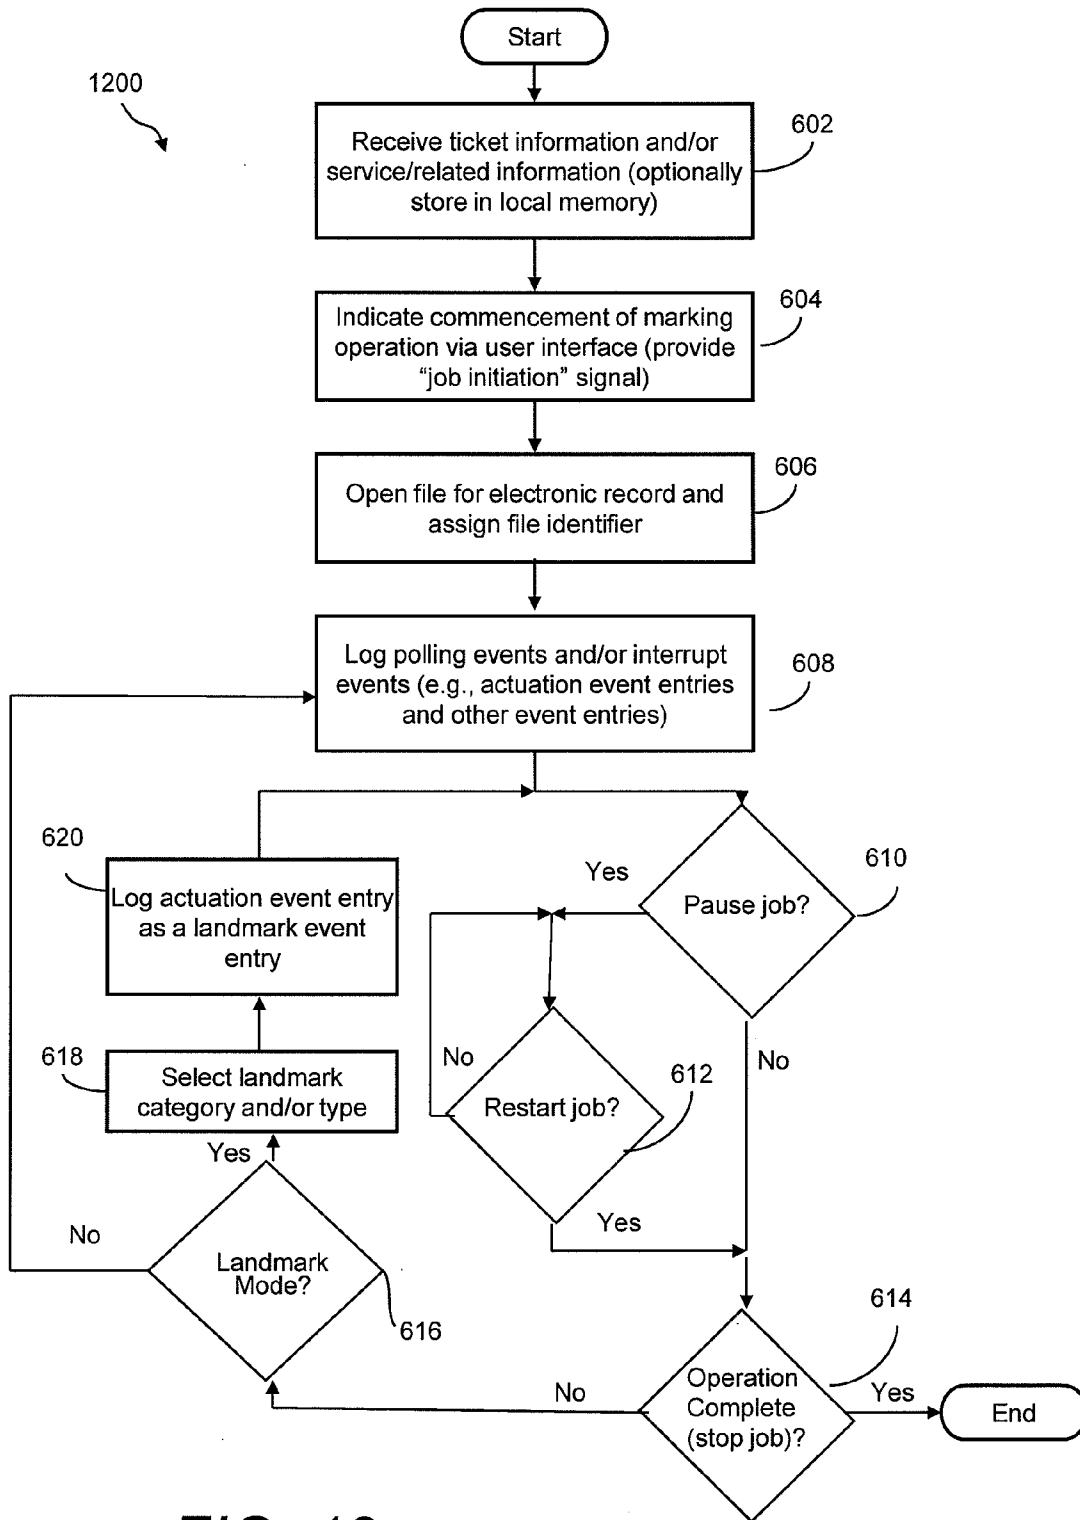 Start
1200
Receive ticket information and/or
service/related information (optionally
store in local memory)
602
Indicate commencement of marking
operation via user interface (provide
“job initiation” signal)
604
Open file for electronic record and
assign file identifier
606
Log polling events and/or interrupt
events (e.g., actuation event entries
and other event entries)
608
620
Log actuation event entry
as a landmark event
entry
Yes
Pause job?
610
618
Select landmark
category and/or type
No
Restart job?
612
No
Yes
No
Landmark
Mode?
616
Yes
614
No
Operation
Complete
(stop job)?
Yes
End